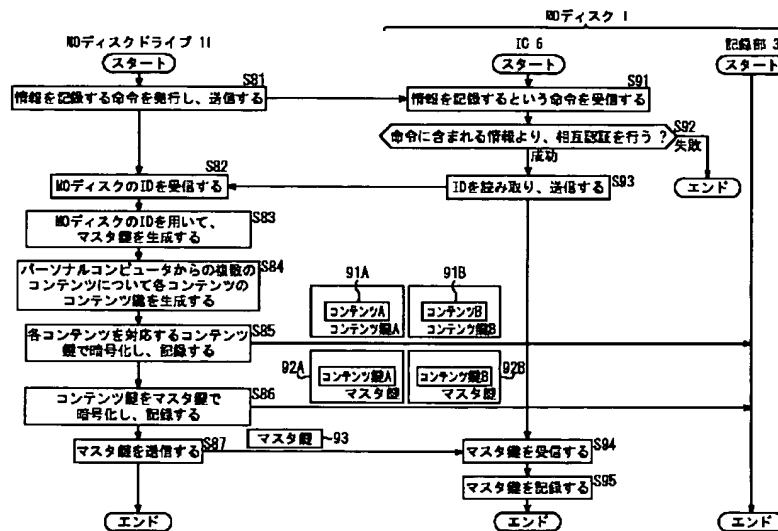 MOディスク 1
MOディスクドライブ 11
IC 6
記録部 3
スタート
スタート
スタート
S81
情報を記録する命令を発行し、送信する
S91
情報を記録するという命令を受信する
命令に含まれる情報より、相互認証を行う ?
S92
失敗
成功
エンド
S82
MOディスクのIDを受信する
IDを読み取り、送信する
S93
MOディスクのIDを用いて、
マスタ鍵を生成する
S83
パーソナルコンピュータからの複数の
コンテンツについて各コンテンツの
コンテンツ鍵を生成する
S84
91A
コンテンツA
コンテンツ鍵A
91B
コンテンツB
コンテンツ鍵B
各コンテンツを対応するコンテンツ
鍵で暗号化し、記録する
S85
92A
コンテンツ鍵A
マスタ鍵
コンテンツ鍵B
マスタ鍵
92B
コンテンツ鍵をマスタ鍵で
暗号化し、記録する
S86
マスタ鍵を送信する
S87
マスタ鍵
93
マスタ鍵を受信する
S94
マスタ鍵を記録する
S95
エンド
エンド
エンド